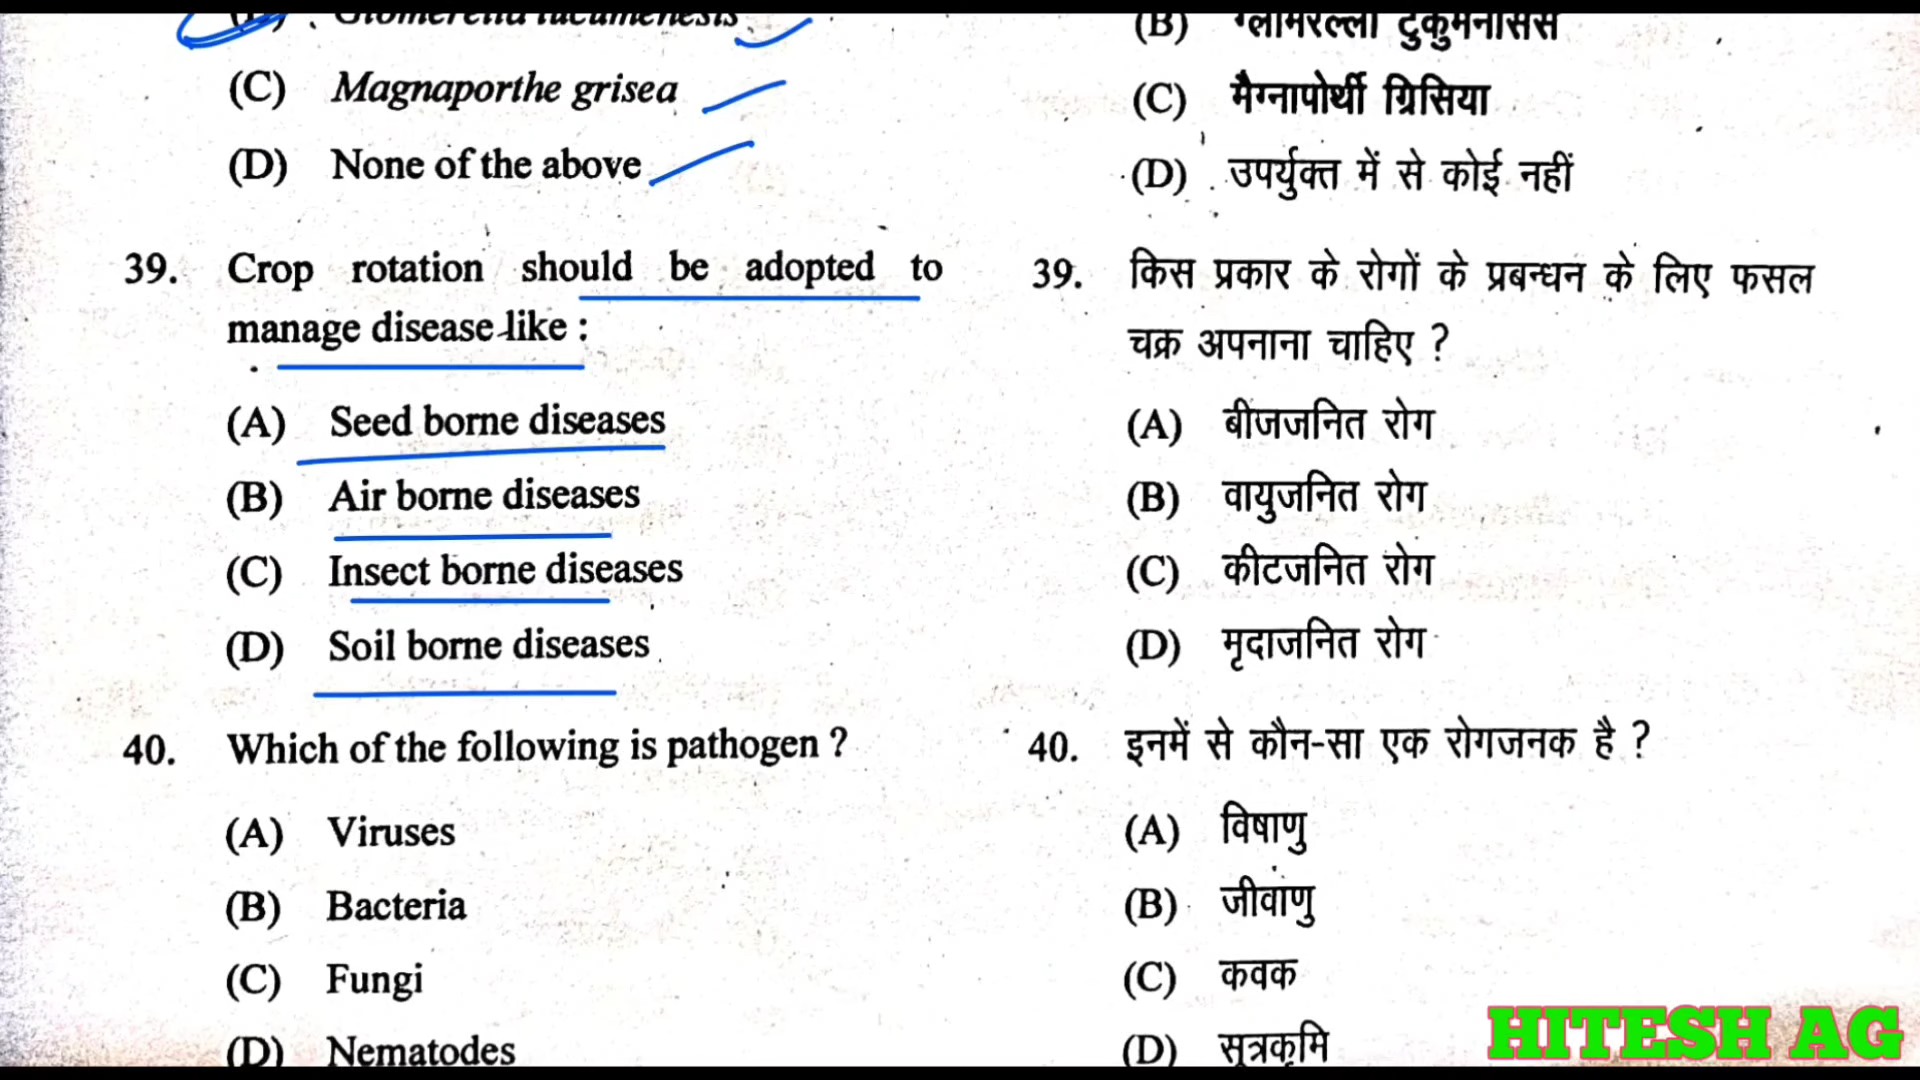 (C) Magnaporthe grisea
(D) None of the above
39. Crop rotation should be adopted to
manage disease like :
(A) Seed borne diseases
(B) Air borne diseases
(C) Insect borne diseases
(D) Soil borne diseases
40. Which of the following is pathogen ?
(A) Viruses
(B) Bacteria
(C) Fungi
(D) Nematodes
(B)
(C) मैग्नापोर्थी ग्रिसिया
(D) उपर्युक्त में से कोई नहीं
39. किस प्रकार के रोगों के प्रबन्धन के लिए फसल
चक्र अपनाना चाहिए ?
(A) बीजजनित रोग
(B) वायुजनित रोग
(C) कीटजनित रोग
(D) मृदाजनित रोग
40. इनमें से कौन-सा एक रोगजनक है ?
(A) विषाणु
(B) जीवाणु
(C) कवक
(D) सूत्रकृमि
HITESH AG